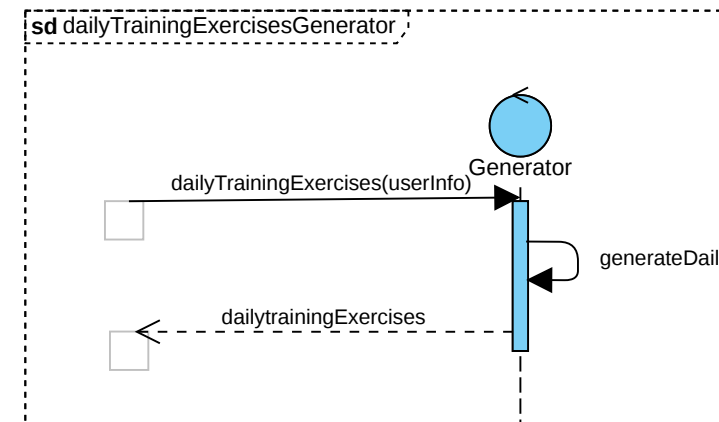 sd dailyTrainingExercisesGenerator
Generator
dailyTrainingExercises(userInfo)
generateDail
dailytrainingExercises